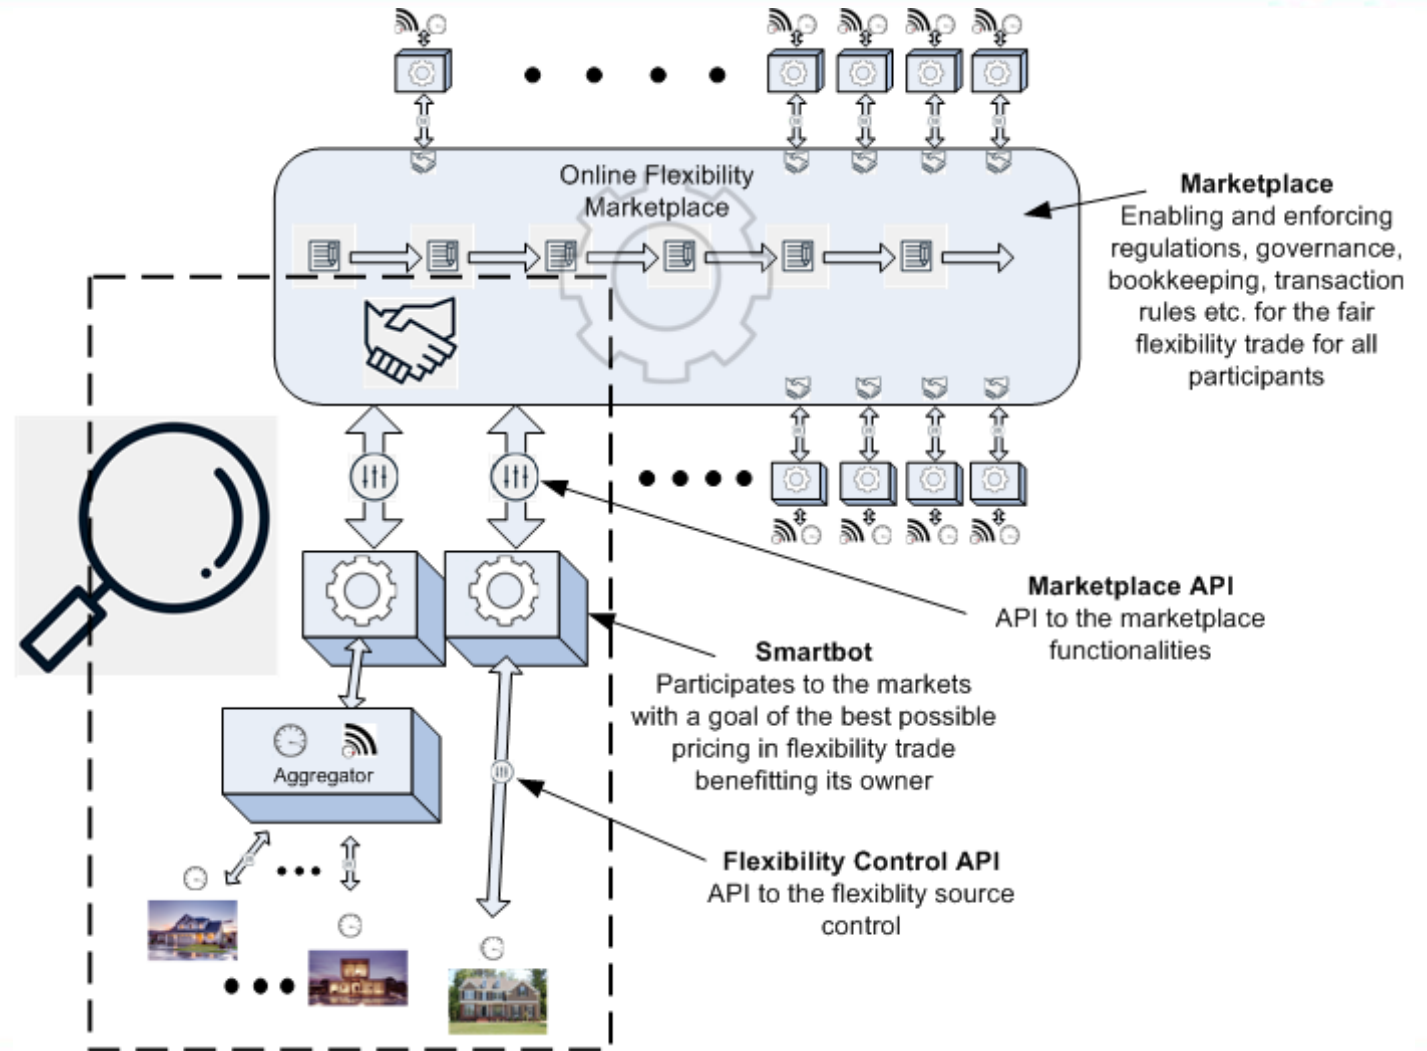 Online Flexibility
Marketplace
Marketplace
Enabling and enforcing
regulations, governance,
bookkeeping, transaction
rules etc. for the fair
flexibility trade for all
participants
Marketplace API
API to the marketplace
functionalities
Smartbot
Participates to the markets
with a goal of the best possible
pricing in flexibility trade
benefitting its owner
Aggregator
Flexibility Control API
API to the flexiblity source
control